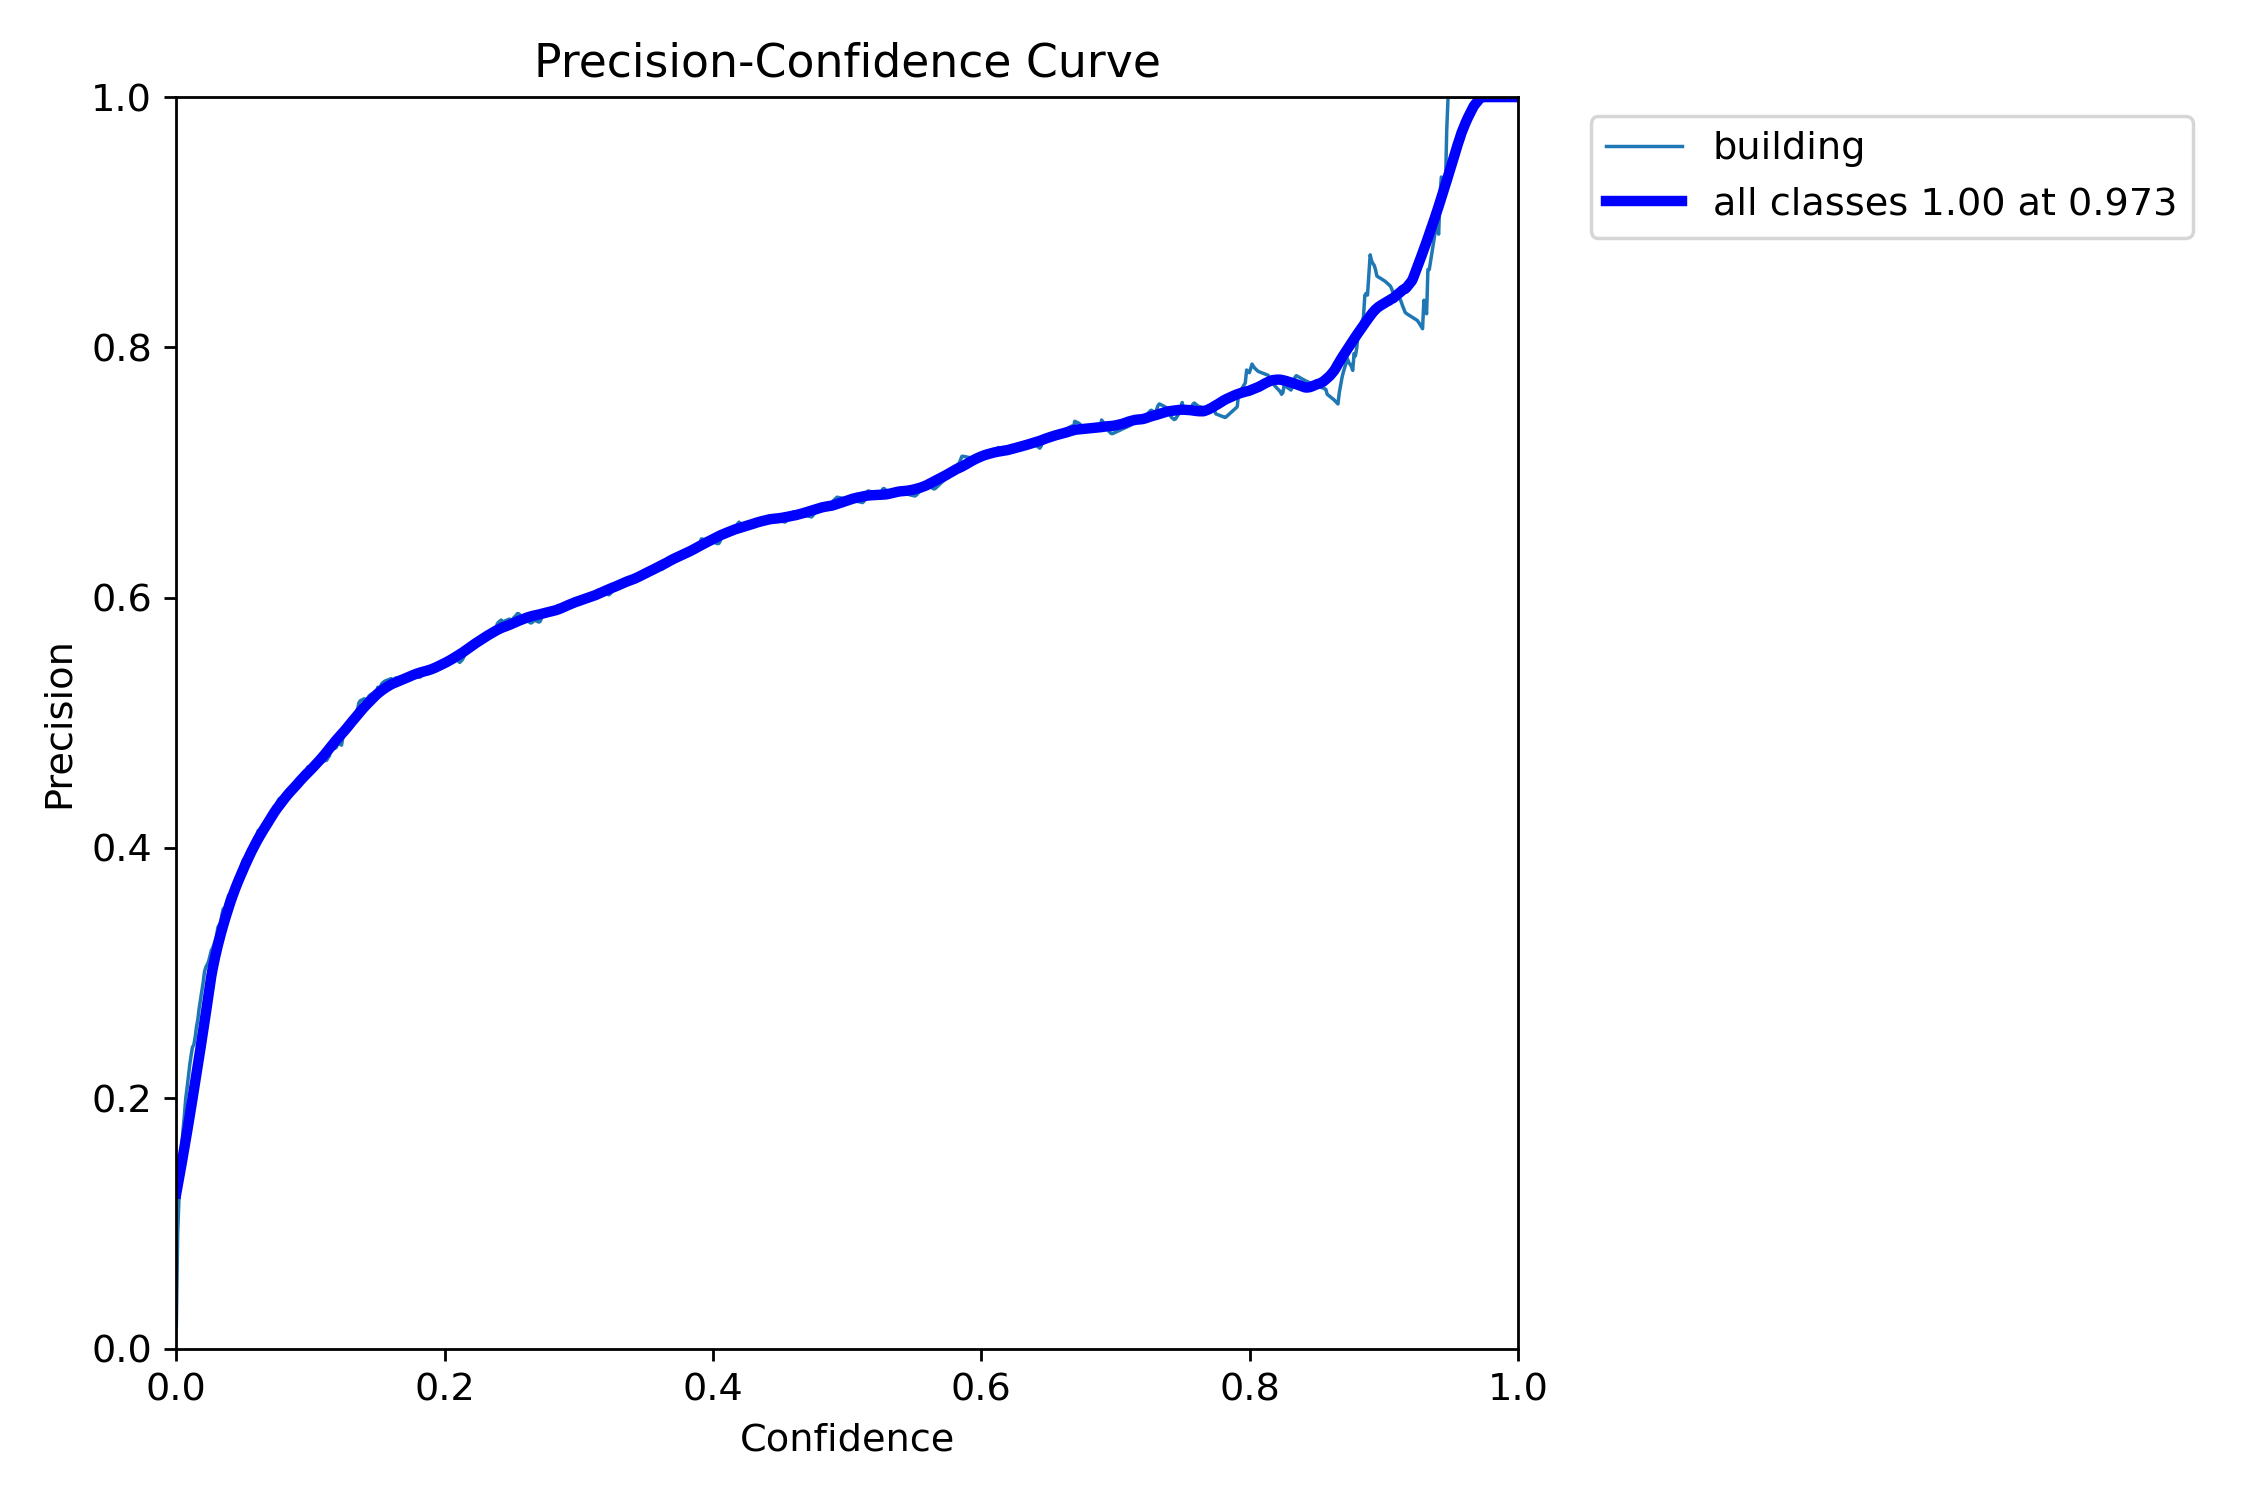 Precision-Confidence Curve
1.0
0.8
0.6
0.4
0.2
0.0
Precision
0.0 0.2 0.4 0.6 0.8 1.0
Confidence
building
all classes 1.00 at 0.973